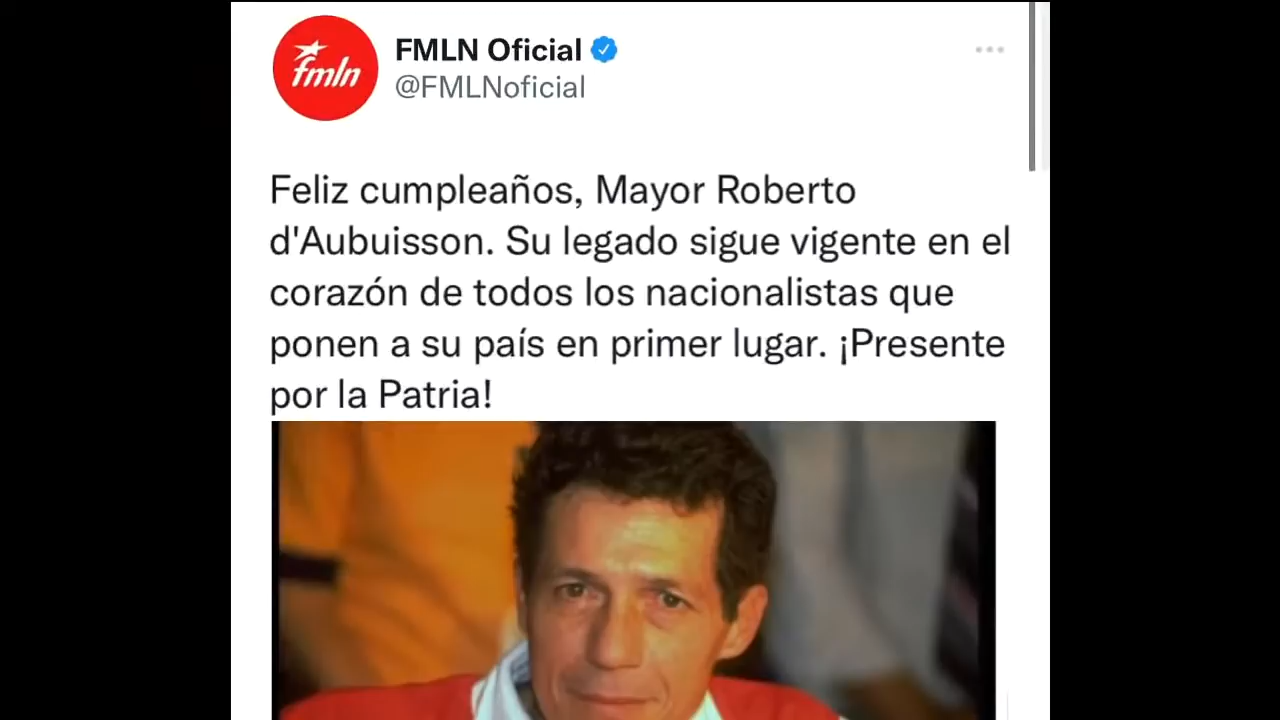 fmln
FMLN Oficial
@FMLNoficial
Feliz cumpleaños, Mayor Roberto
d'Aubuisson. Su legado sigue vigente en el
corazón de todos los nacionalistas que
ponen a su país en primer lugar. ¡Presente
por la Patria!